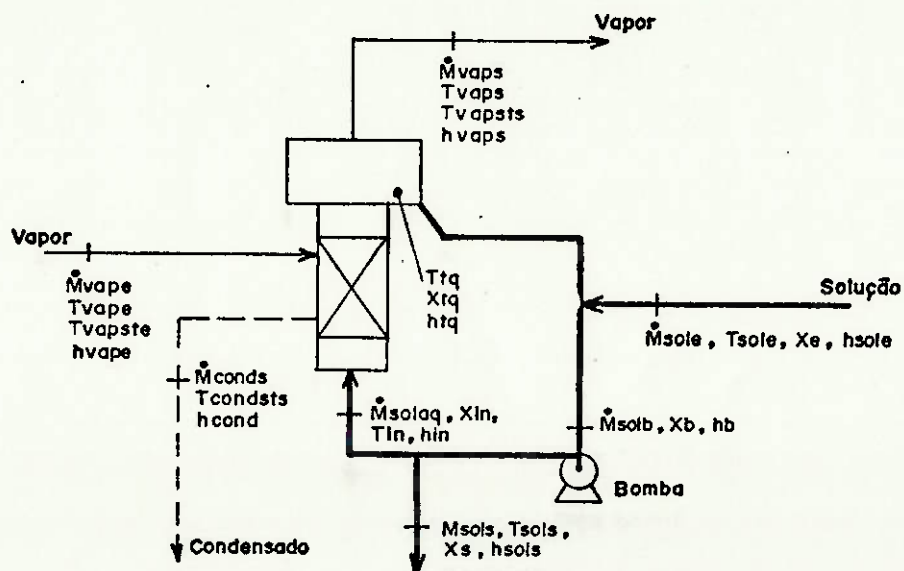 Vapor
Ṁvaps
Tvaps
Tvapsts
hvaps
Vapor
Ṁvape
Tvape
Tvapste
hvape
Ttq
Xtq
htq
Solução
Ṁsole, Tsole, Xe, hsole
Ṁconds
Tcondsts
hcond
Ṁsolaq, XIn,
TIn, hin
Ṁsolb, Xb, hb
Bomba
Msols, Tsols,
Xs, hsols
Condensado